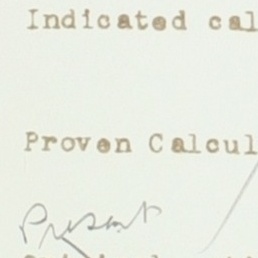 Indicated cal
Proven Calcul
Present